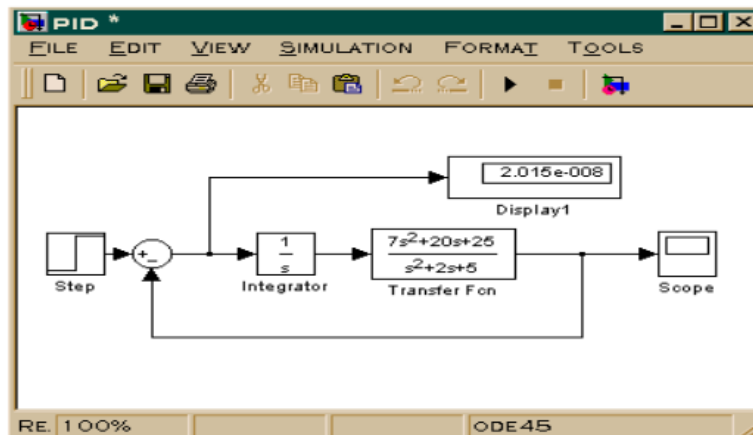 PID *
FILE EDIT VIEW SIMULATION FORMAT TOOLS
2.015e-008
Display1
Step
+
-
1
s
Integrator
7s²+20s+25
s²+2s+5
Transfer Fcn
Scope
RE. 100% ODE45